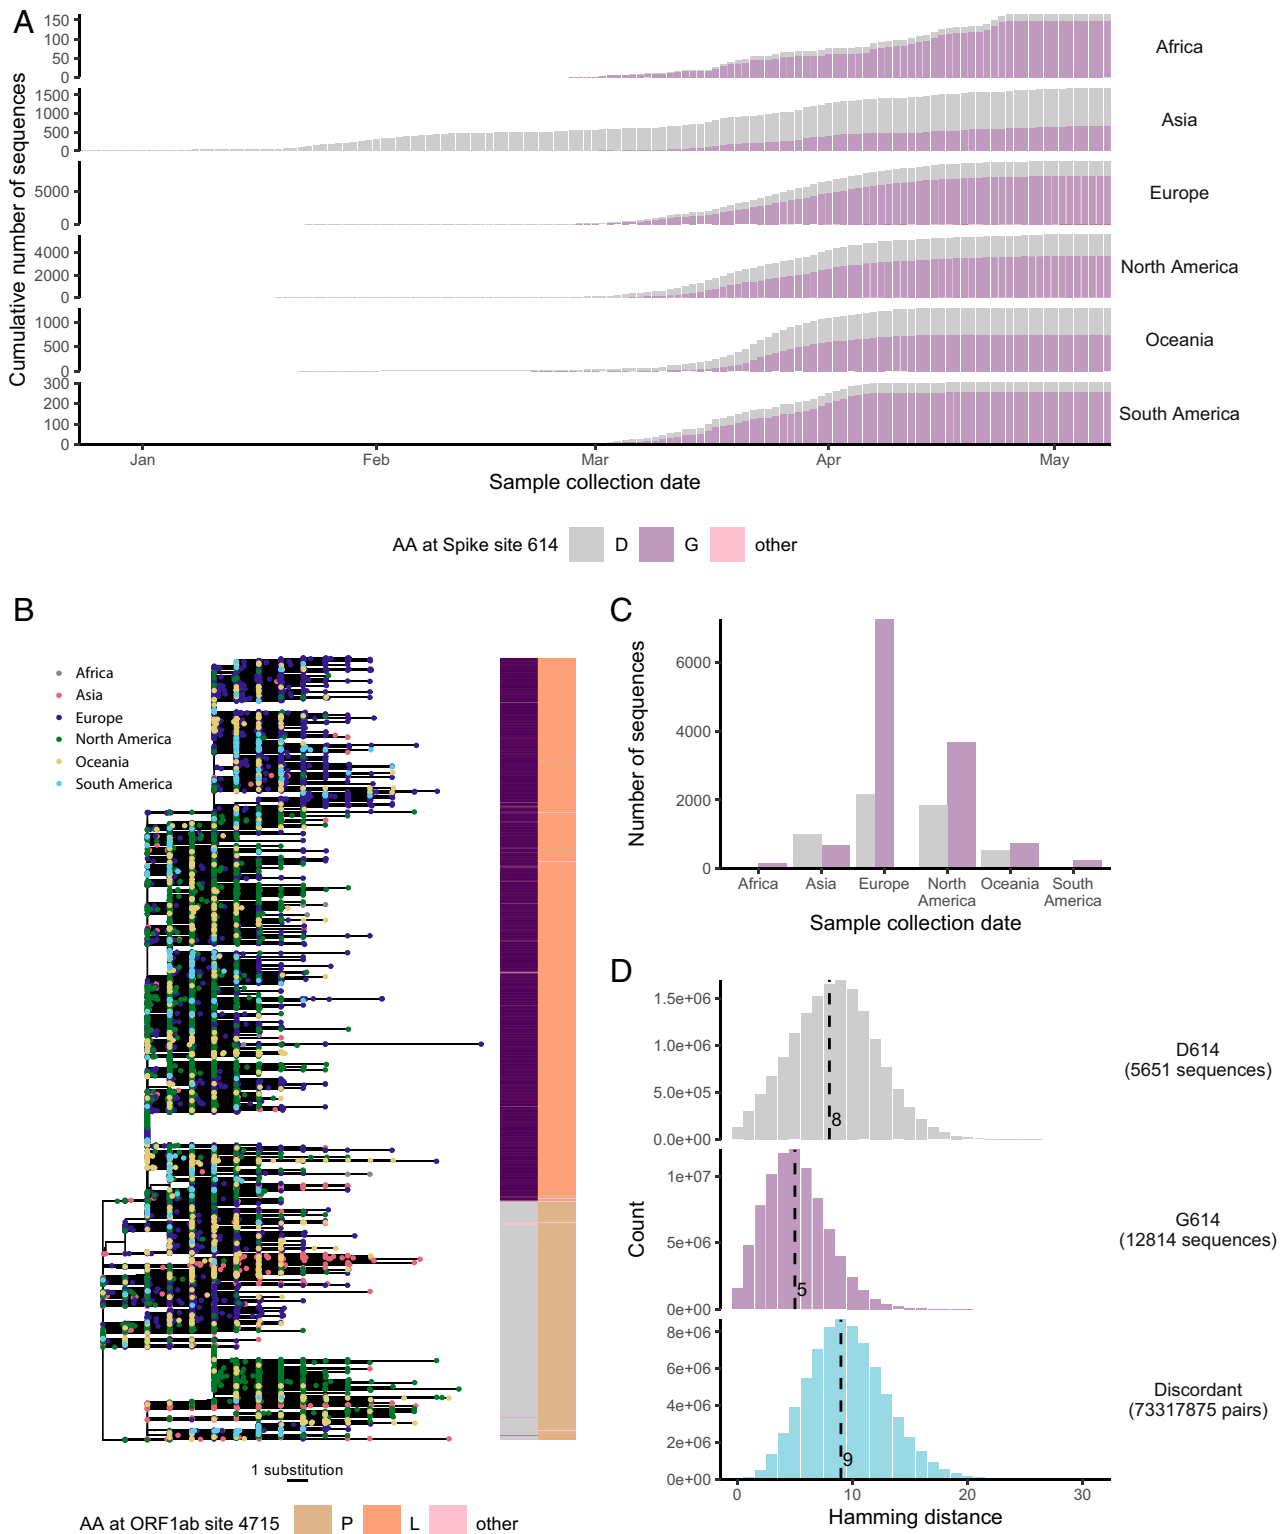 A
Cumulative number of sequences
150
100
50
0
Africa
1500
1000
500
0
Asia
5000
0
Europe
4000
2000
0
North America
1000
500
0
Oceania
300
200
100
0
South America
Jan Feb Mar Apr May
Sample collection date
AA at Spike site 614 D G other
B
Africa
Asia
Europe
North America
Oceania
South America
1 substitution
AA at ORF1ab site 4715 P L other
C
Number of sequences
6000
4000
2000
0
Africa Asia Europe North America Oceania South America
Sample collection date
D
Count
1.5e+06
1.0e+06
5.0e+05
0.0e+00
8
D614
(5651 sequences)
1e+07
5e+06
0e+00
5
G614
(12814 sequences)
8e+06
6e+06
4e+06
2e+06
0e+00
9
Discordant
(73317875 pairs)
0 10 20 30
Hamming distance